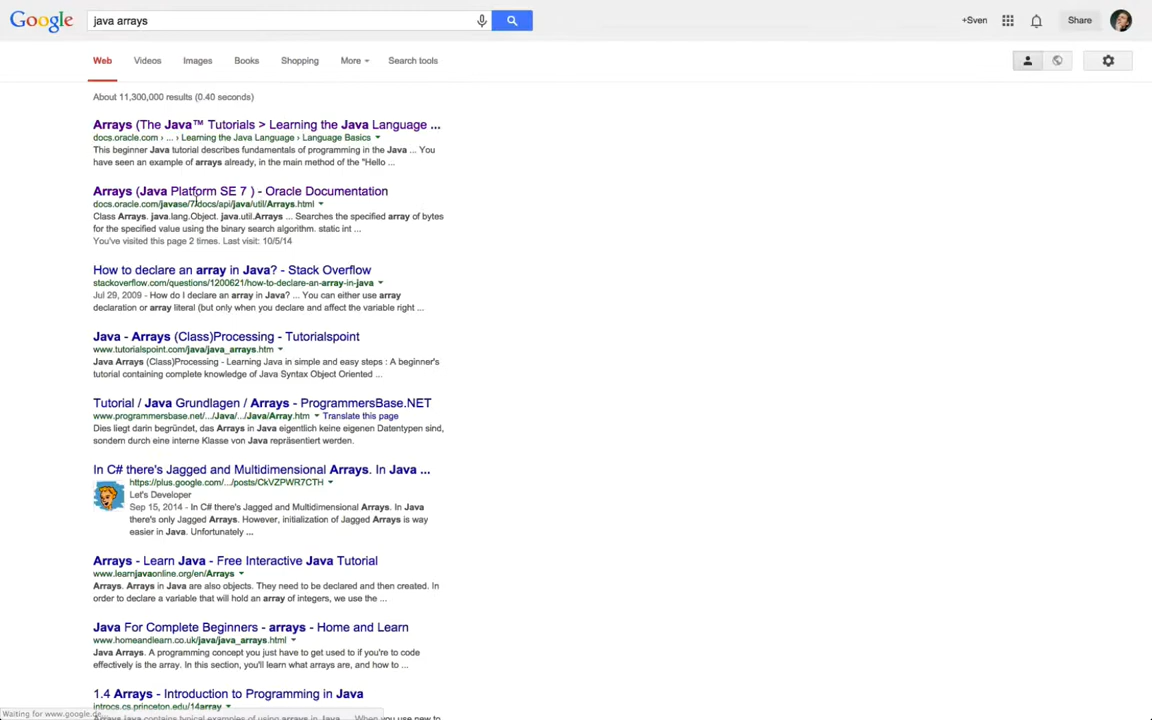 Google java arrays +Sven Share
Web Videos Images Books Shopping More Search tools
About 11,300,000 results (0.40 seconds)
Arrays (The Java™ Tutorials > Learning the Java Language ...
docs.oracle.com › ... › Learning the Java Language › Language Basics
This beginner Java tutorial describes fundamentals of programming in the Java ... You
have seen an example of arrays already, in the main method of the "Hello ...
Arrays (Java Platform SE 7 ) - Oracle Documentation
docs.oracle.com/javase/7/docs/api/java/util/Arrays.html
Class Arrays. java.lang.Object. java.util.Arrays ... Searches the specified array of bytes
for the specified value using the binary search algorithm. static int ...
You've visited this page 2 times. Last visit: 10/5/14
How to declare an array in Java? - Stack Overflow
stackoverflow.com/questions/1200621/how-to-declare-an-array-in-java
Jul 29, 2009 - How do I declare an array in Java? ... You can either use array
declaration or array literal (but only when you declare and affect the variable right ...
Java - Arrays (Class)Processing - Tutorialspoint
www.tutorialspoint.com/java/java_arrays.htm
Java Arrays (Class)Processing - Learning Java in simple and easy steps : A beginner's
tutorial containing complete knowledge of Java Syntax Object Oriented ...
Tutorial / Java Grundlagen / Arrays - ProgrammersBase.NET
www.programmersbase.net/.../Java/.../Java/Array.htm Translate this page
Dies liegt darin begründet, das Arrays in Java eigentlich keine eigenen Datentypen sind,
sondern durch eine interne Klasse von Java repräsentiert werden.
In C# there's Jagged and Multidimensional Arrays. In Java ...
https://plus.google.com/.../posts/CkVZPWR7CTH
Let's Developer
Sep 15, 2014 - In C# there's Jagged and Multidimensional Arrays. In Java
there's only Jagged Arrays. However, initialization of Jagged Arrays is way
easier in Java. Unfortunately ...
Arrays - Learn Java - Free Interactive Java Tutorial
www.learnjavaonline.org/en/Arrays
Arrays. Arrays in Java are also objects. They need to be declared and then created. In
order to declare a variable that will hold an array of integers, we use the ...
Java For Complete Beginners - arrays - Home and Learn
www.homeandlearn.co.uk/java/java_arrays.html
Java Arrays. A programming concept you just have to get used to if you're to code
effectively is the array. In this section, you'll learn what arrays are, and how to ...
1.4 Arrays - Introduction to Programming in Java
introcs.cs.princeton.edu/14array
Waiting for www.google.de...